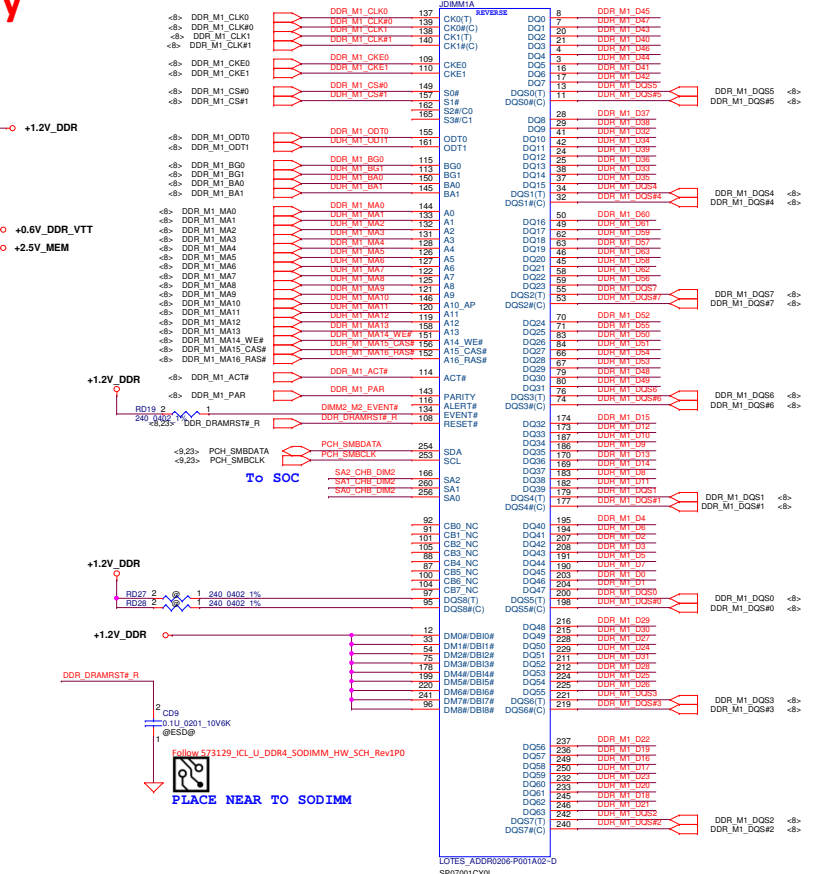 y
JDIMM1A
REVERSE
<8> DDR_M1_CLK0 DDR_M1_CLK0 137 CK0(T)
<8> DDR_M1_CLK#0 DDR_M1_CLK#0 139 CK0#(C)
<8> DDR_M1_CLK1 DDR_M1_CLK1 138 CK1(T)
<8> DDR_M1_CLK#1 DDR_M1_CLK#1 140 CK1#(C)
<8> DDR_M1_CKE0 DDR_M1_CKE0 109 CKE0
<8> DDR_M1_CKE1 DDR_M1_CKE1 110 CKE1
<8> DDR_M1_CS#0 DDR_M1_CS#0 149 S0#
<8> DDR_M1_CS#1 DDR_M1_CS#1 157 S1#
162 S2#/C0
165 S3#/C1
+1.2V_DDR
<8> DDR_M1_ODT0 DDR_M1_ODT0 155 ODT0
<8> DDR_M1_ODT1 DDR_M1_ODT1 161 ODT1
<8> DDR_M1_BG0 DDR_M1_BG0 115 BG0
<8> DDR_M1_BG1 DDR_M1_BG1 113 BG1
<8> DDR_M1_BA0 DDR_M1_BA0 150 BA0
<8> DDR_M1_BA1 DDR_M1_BA1 145 BA1
+0.6V_DDR_VTT
+2.5V_MEM
<8> DDR_M1_MA0 DDR_M1_MA0 144 A0
<8> DDR_M1_MA1 DDR_M1_MA1 133 A1
<8> DDR_M1_MA2 DDR_M1_MA2 132 A2
<8> DDR_M1_MA3 DDR_M1_MA3 131 A3
<8> DDR_M1_MA4 DDR_M1_MA4 128 A4
<8> DDR_M1_MA5 DDR_M1_MA5 126 A5
<8> DDR_M1_MA6 DDR_M1_MA6 127 A6
<8> DDR_M1_MA7 DDR_M1_MA7 122 A7
<8> DDR_M1_MA8 DDR_M1_MA8 125 A8
<8> DDR_M1_MA9 DDR_M1_MA9 121 A9
<8> DDR_M1_MA10 DDR_M1_MA10 146 A10_AP
<8> DDR_M1_MA11 DDR_M1_MA11 120 A11
<8> DDR_M1_MA12 DDR_M1_MA12 119 A12
<8> DDR_M1_MA13 DDR_M1_MA13 158 A13
<8> DDR_M1_MA14_WE# DDR_M1_MA14_WE# 151 A14_WE#
<8> DDR_M1_MA15_CAS# DDR_M1_MA15_CAS# 156 A15_CAS#
<8> DDR_M1_MA16_RAS# DDR_M1_MA16_RAS# 152 A16_RAS#
<8> DDR_M1_ACT# DDR_M1_ACT# 114 ACT#
+1.2V_DDR
<8> DDR_M1_PAR DDR_M1_PAR 143 PARITY
116 ALERT#
RD19 2 1 DIMM2_M2_EVENT# 134 EVENT#
240_0402_1%
<8,23> DDR_DRAMRST#_R DDR_DRAMRST#_R 108 RESET#
<9,23> PCH_SMBDATA PCH_SMBDATA 254 SDA
<9,23> PCH_SMBCLK PCH_SMBCLK 253 SCL
To SOC
SA2_CHB_DIM2 166 SA2
SA1_CHB_DIM2 260 SA1
SA0_CHB_DIM2 256 SA0
92 CB0_NC
91 CB1_NC
101 CB2_NC
105 CB3_NC
88 CB4_NC
87 CB5_NC
100 CB6_NC
104 CB7_NC
+1.2V_DDR
RD27 2 @ 1 240_0402_1% 97 DQS8(T)
RD28 2 @ 1 240_0402_1% 95 DQS8#(C)
+1.2V_DDR
12 DM0#/DBI0#
33 DM1#/DBI1#
54 DM2#/DBI2#
75 DM3#/DBI3#
178 DM4#/DBI4#
199 DM5#/DBI5#
220 DM6#/DBI6#
241 DM7#/DBI7#
96 DM8#/DBI8#
DDR_DRAMRST#_R
2
CD9
0.1U_0201_10V6K
@ESD@
1
Follow 573129_ICL_U_DDR4_SODIMM_HW_SCH_Rev1P0
PLACE NEAR TO SODIMM
DQ0 8 DDR_M1_D45
DQ1 7 DDR_M1_D47
DQ2 20 DDR_M1_D43
DQ3 21 DDR_M1_D40
DQ4 4 DDR_M1_D46
DQ5 3 DDR_M1_D44
DQ6 16 DDR_M1_D41
DQ7 17 DDR_M1_D42
DQS0(T) 13 DDR_M1_DQS5 DDR_M1_DQS5 <8>
DQS0#(C) 11 DDR_M1_DQS#5 DDR_M1_DQS#5 <8>
DQ8 28 DDR_M1_D37
DQ9 29 DDR_M1_D38
DQ10 41 DDR_M1_D32
DQ11 42 DDR_M1_D34
DQ12 24 DDR_M1_D39
DQ13 25 DDR_M1_D36
DQ14 38 DDR_M1_D33
DQ15 37 DDR_M1_D35
DQS1(T) 34 DDR_M1_DQS4 DDR_M1_DQS4 <8>
DQS1#(C) 32 DDR_M1_DQS#4 DDR_M1_DQS#4 <8>
DQ16 50 DDR_M1_D60
DQ17 49 DDR_M1_D61
DQ18 62 DDR_M1_D59
DQ19 63 DDR_M1_D57
DQ20 46 DDR_M1_D63
DQ21 45 DDR_M1_D58
DQ22 58 DDR_M1_D62
DQ23 59 DDR_M1_D56
DQS2(T) 55 DDR_M1_DQS7 DDR_M1_DQS7 <8>
DQS2#(C) 53 DDR_M1_DQS#7 DDR_M1_DQS#7 <8>
DQ24 70 DDR_M1_D52
DQ25 71 DDR_M1_D55
DQ26 83 DDR_M1_D50
DQ27 84 DDR_M1_D51
DQ28 66 DDR_M1_D54
DQ29 67 DDR_M1_D53
DQ30 79 DDR_M1_D48
DQ31 80 DDR_M1_D49
DQS3(T) 76 DDR_M1_DQS6 DDR_M1_DQS6 <8>
DQS3#(C) 74 DDR_M1_DQS#6 DDR_M1_DQS#6 <8>
DQ32 174 DDR_M1_D15
DQ33 173 DDR_M1_D12
DQ34 187 DDR_M1_D10
DQ35 186 DDR_M1_D9
DQ36 170 DDR_M1_D13
DQ37 169 DDR_M1_D14
DQ38 183 DDR_M1_D8
DQ39 182 DDR_M1_D11
DQS4(T) 179 DDR_M1_DQS1 DDR_M1_DQS1 <8>
DQS4#(C) 177 DDR_M1_DQS#1 DDR_M1_DQS#1 <8>
DQ40 195 DDR_M1_D4
DQ41 194 DDR_M1_D6
DQ42 207 DDR_M1_D2
DQ43 208 DDR_M1_D3
DQ44 191 DDR_M1_D5
DQ45 190 DDR_M1_D7
DQ46 203 DDR_M1_D0
DQ47 204 DDR_M1_D1
DQS5(T) 200 DDR_M1_DQS0 DDR_M1_DQS0 <8>
DQS5#(C) 198 DDR_M1_DQS#0 DDR_M1_DQS#0 <8>
DQ48 216 DDR_M1_D29
DQ49 215 DDR_M1_D30
DQ50 228 DDR_M1_D27
DQ51 229 DDR_M1_D24
DQ52 211 DDR_M1_D31
DQ53 212 DDR_M1_D28
DQ54 224 DDR_M1_D25
DQ55 225 DDR_M1_D26
DQS6(T) 221 DDR_M1_DQS3 DDR_M1_DQS3 <8>
DQS6#(C) 219 DDR_M1_DQS#3 DDR_M1_DQS#3 <8>
DQ56 237 DDR_M1_D22
DQ57 236 DDR_M1_D19
DQ58 249 DDR_M1_D16
DQ59 250 DDR_M1_D17
DQ60 232 DDR_M1_D23
DQ61 233 DDR_M1_D20
DQ62 245 DDR_M1_D18
DQ63 246 DDR_M1_D21
DQS7(T) 242 DDR_M1_DQS2 DDR_M1_DQS2 <8>
DQS7#(C) 240 DDR_M1_DQS#2 DDR_M1_DQS#2 <8>
LOTES_ADDR0206-P001A02~D
SP07001CY0L